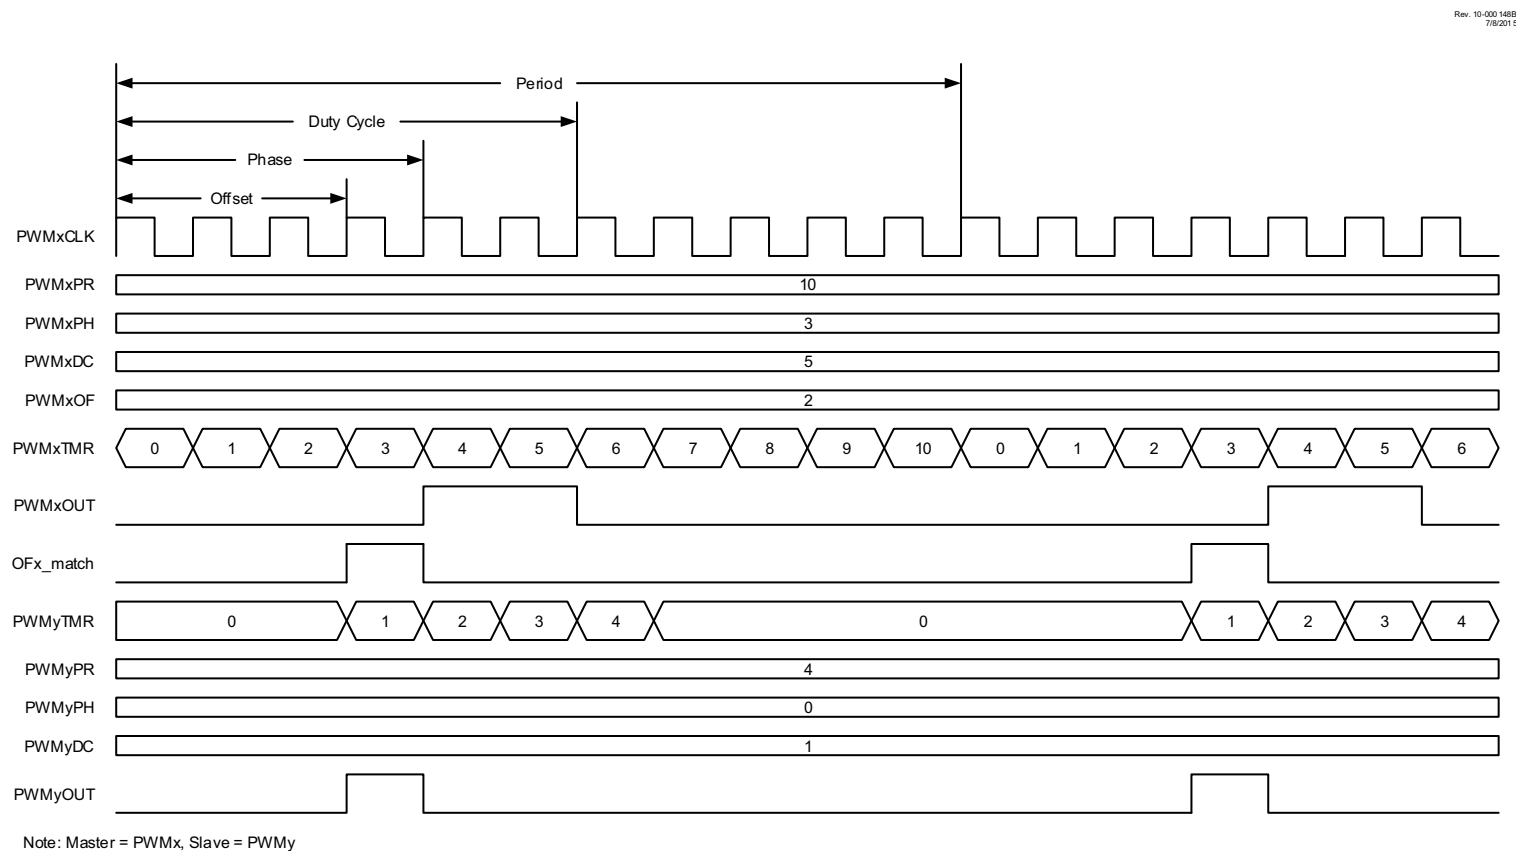 Rev. 10-000 148B
7/8/2015
Period
Duty Cycle
Phase
Offset
PWMxCLK
PWMxPR 10
PWMxPH 3
PWMxDC 5
PWMxOF 2
PWMxTMR 0 1 2 3 4 5 6 7 8 9 10 0 1 2 3 4 5 6
PWMxOUT
OFx_match
PWMyTMR 0 1 2 3 4 0 1 2 3 4
PWMyPR 4
PWMyPH 0
PWMyDC 1
PWMyOUT
Note: Master = PWMx, Slave = PWMy